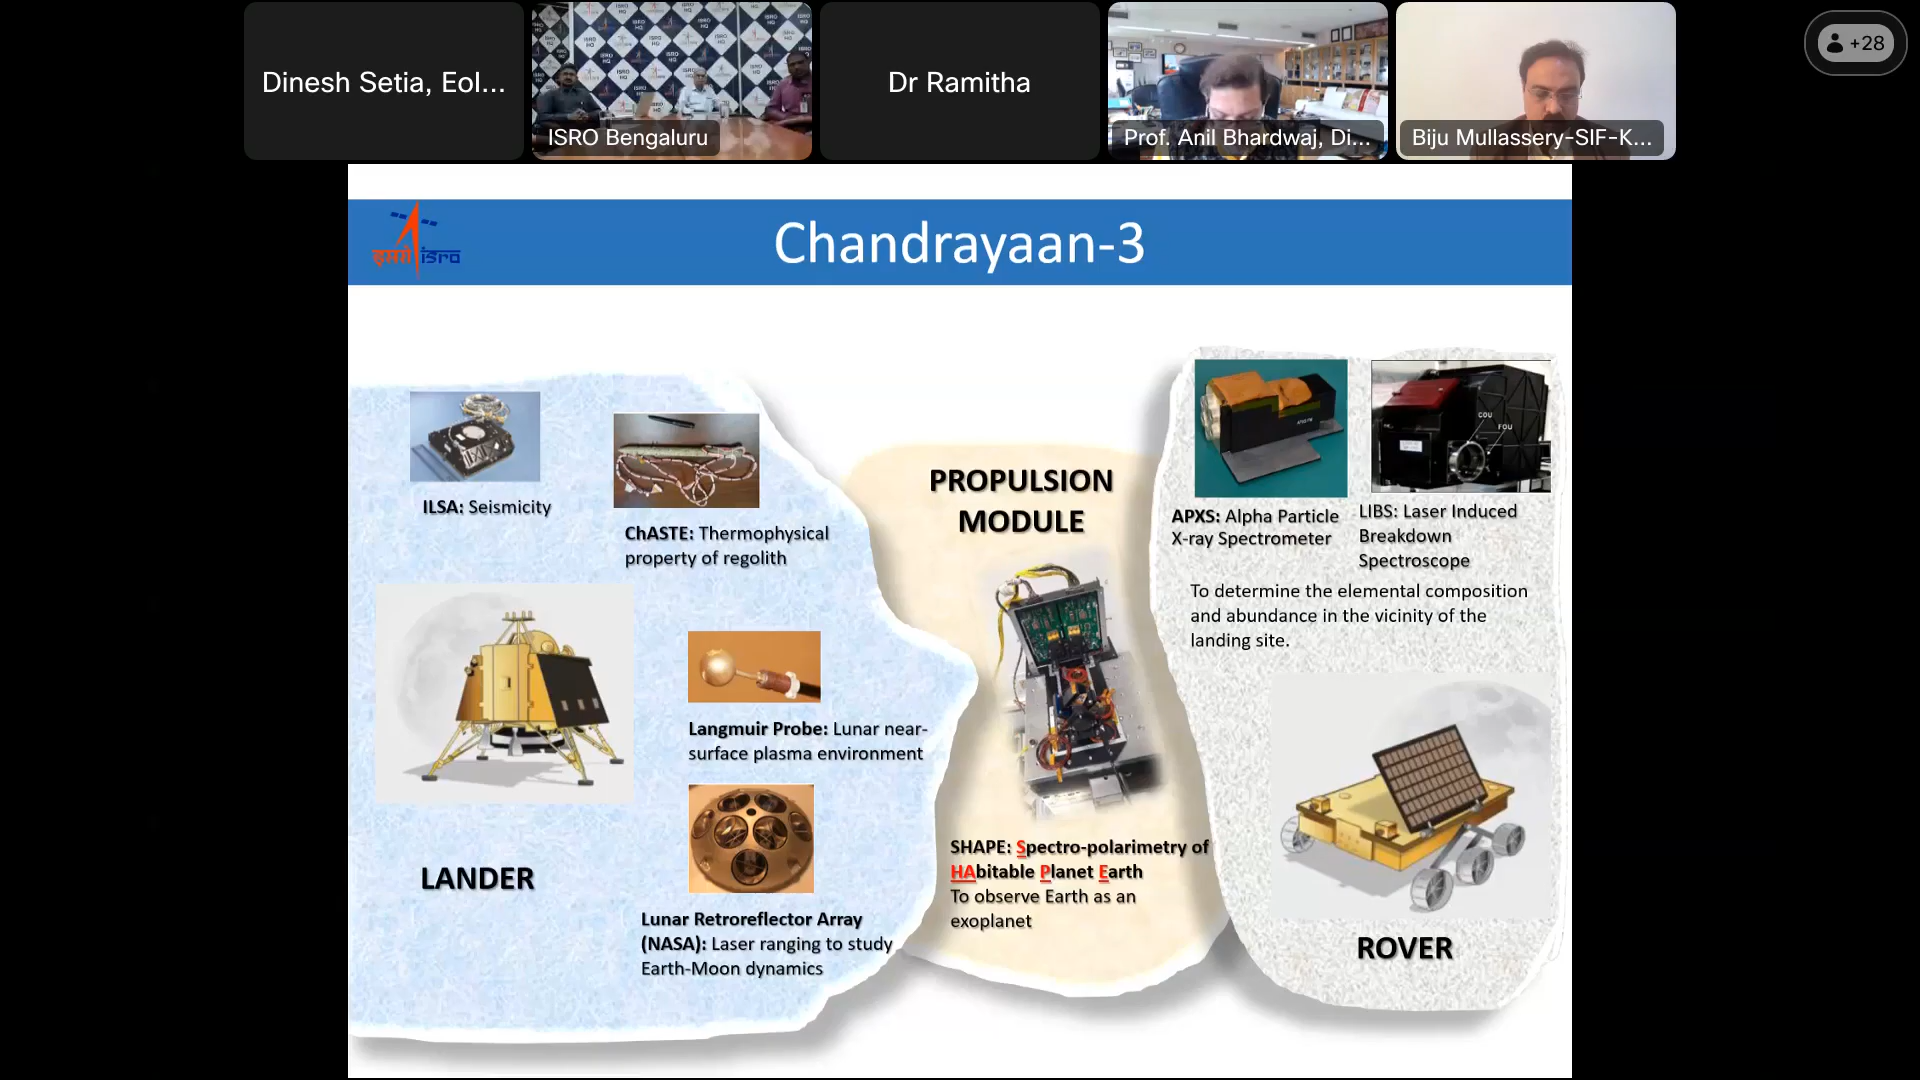 Dinesh Setia, Eol...
ISRO Bengaluru
Dr Ramitha
Prof. Anil Bhardwaj, Di...
Biju Mullassery-SIF-K...
+28
इसरो isro
Chandrayaan-3
ILSA: Seismicity
ChASTE: Thermophysical
property of regolith
Langmuir Probe: Lunar near-
surface plasma environment
LANDER
Lunar Retroreflector Array
(NASA): Laser ranging to study
Earth-Moon dynamics
PROPULSION
MODULE
SHAPE: Spectro-polarimetry of
HAbitable Planet Earth
To observe Earth as an
exoplanet
APXS: Alpha Particle
X-ray Spectrometer
COU
FOU
LIBS: Laser Induced
Breakdown
Spectroscope
To determine the elemental composition
and abundance in the vicinity of the
landing site.
ROVER